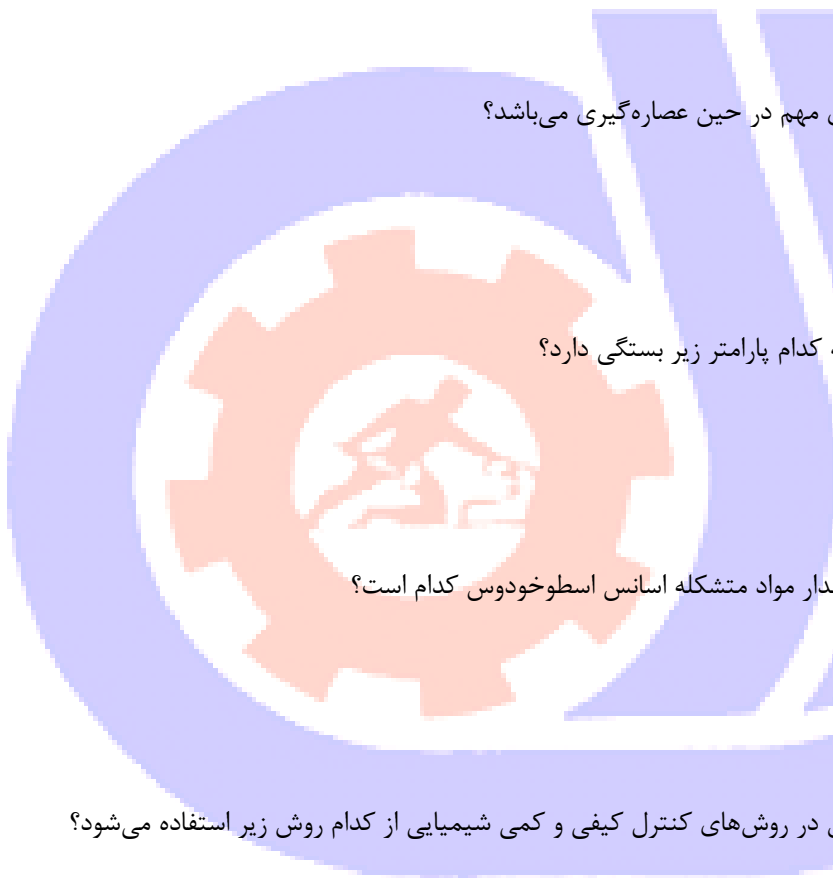 مهم در حین عصاره‌گیری می‌باشد؟
کدام پارامتر زیر بستگی دارد؟
مواد متشکله اسانس اسطوخودوس کدام است؟
در روش‌های کنترل کیفی و کمی شیمیایی از کدام روش زیر استفاده می‌شود؟